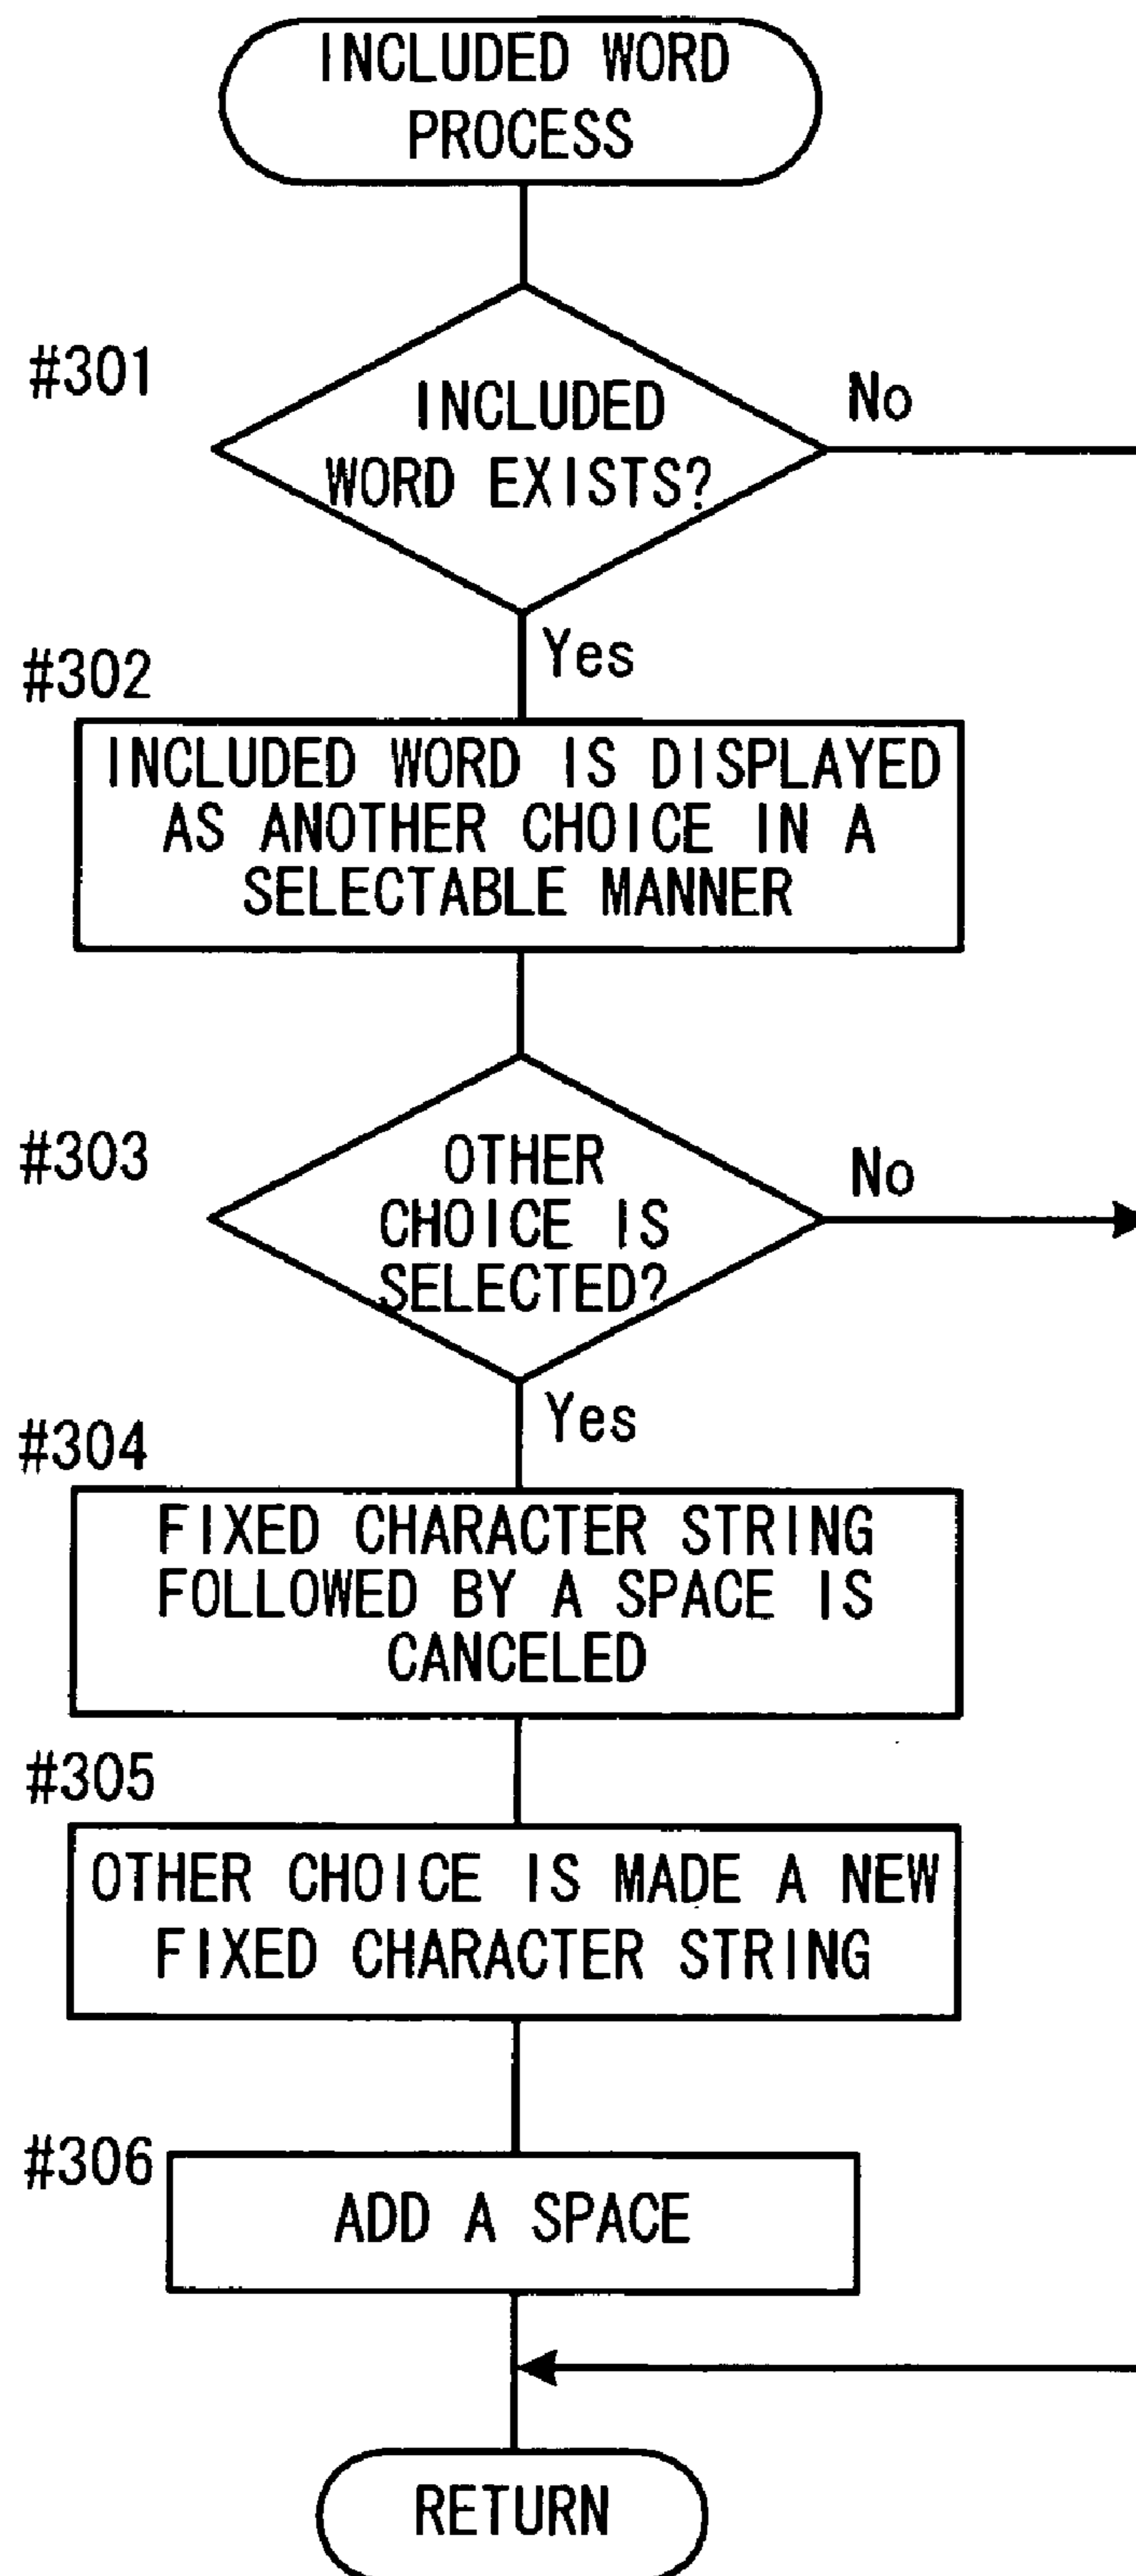 INCLUDED WORD
PROCESS
#301
INCLUDED
WORD EXISTS?
No
Yes
#302
INCLUDED WORD IS DISPLAYED
AS ANOTHER CHOICE IN A
SELECTABLE MANNER
#303
OTHER
CHOICE IS
SELECTED?
No
Yes
#304
FIXED CHARACTER STRING
FOLLOWED BY A SPACE IS
CANCELED
#305
OTHER CHOICE IS MADE A NEW
FIXED CHARACTER STRING
#306
ADD A SPACE
RETURN